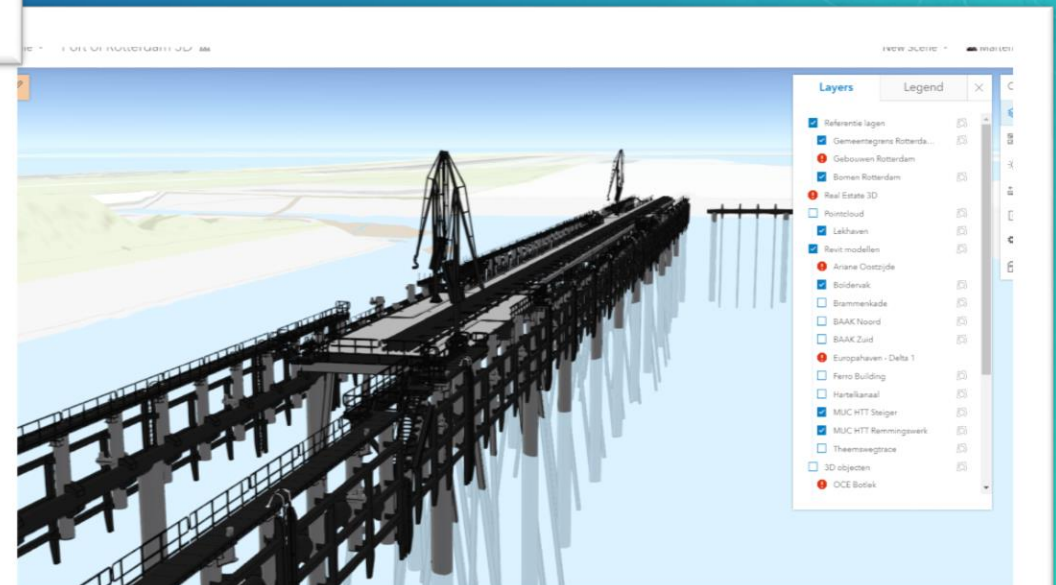 Port of Rotterdam 3D
New Scene
Layers Legend
Referentie lagen
Gemeentegrens Rotterda...
Gebouwen Rotterdam
Bomen Rotterdam
Real Estate 3D
Pointcloud
Lekhaven
Revit modellen
Ariane Oostzijde
Boldervak
Brammenkade
BAAK Noord
BAAK Zuid
Europahaven - Delta 1
Ferro Building
Hartelkanaal
MUC HTT Steiger
MUC HTT Remmingswerk
Theemswegtrace
3D objecten
OCE Botlek